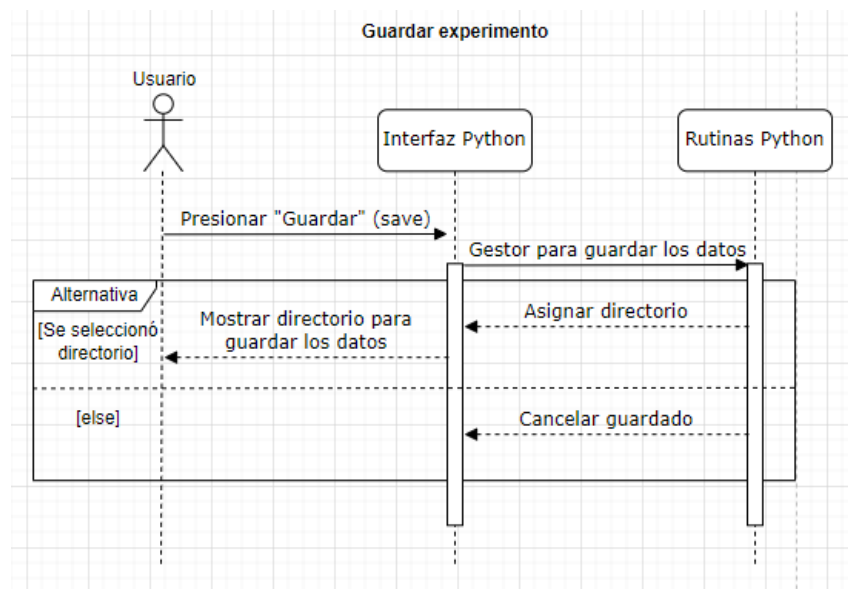 Guardar experimento
Usuario
Interfaz Python
Rutinas Python
Presionar "Guardar" (save)
Gestor para guardar los datos
Alternativa
[Se seleccionó
directorio]
Mostrar directorio para
guardar los datos
Asignar directorio
[else]
Cancelar guardado